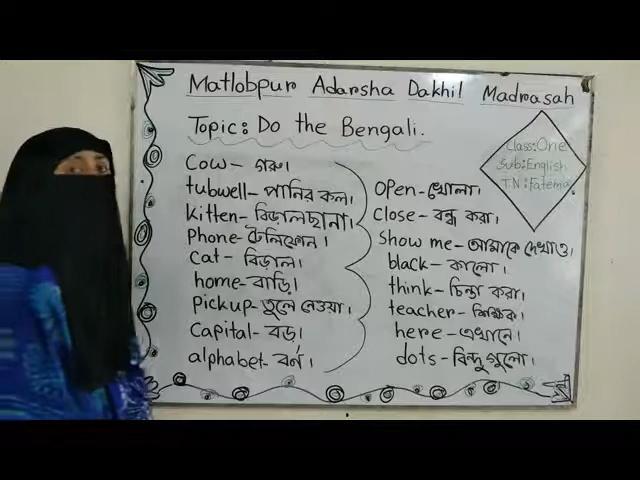 Matlobpur Adarsha Dakhil Madrasah
Topic: Do the Bengali.
Class: One
Sub: English
T.N: Fatema
Cow- গরু।
tubwell- পানির কল।
kitten- বিড়ালছানা।
Phone- টেলিফোন।
cat- বিড়াল।
home- বাড়ি।
Pickup- তুলে নেওয়া।
Capital- বড়।
alphabet- বর্ণ।
open- খোলা।
Close- বন্ধ করা।
Show me- আমাকে দেখাও।
black- কালো।
think- চিন্তা করা।
teacher- শিক্ষক।
here- এখানে।
dots- বিন্দুগুলো।